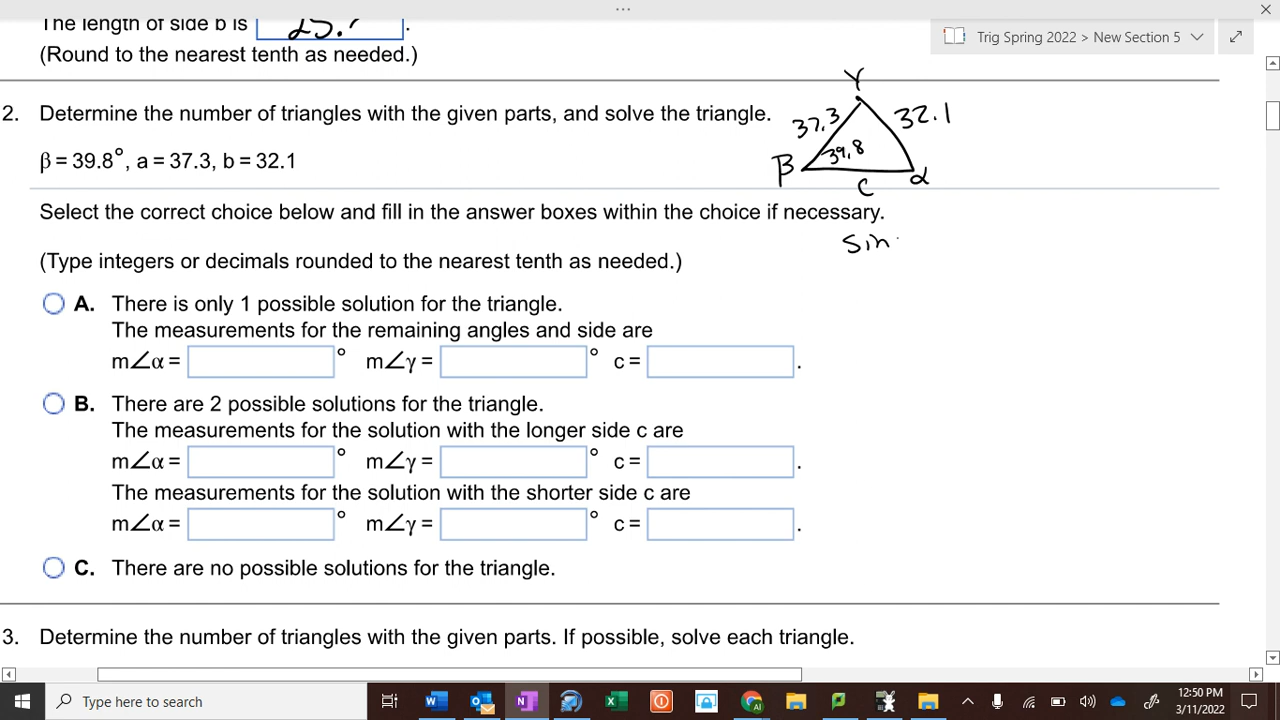 The length of side b is 25.
(Round to the nearest tenth as needed.)
Trig Spring 2022 > New Section 5
2. Determine the number of triangles with the given parts, and solve the triangle.
β = 39.8°, a = 37.3, b = 32.1
γ
37.3
32.1
39.8
β
α
c
Select the correct choice below and fill in the answer boxes within the choice if necessary.
sin
(Type integers or decimals rounded to the nearest tenth as needed.)
A. There is only 1 possible solution for the triangle.
The measurements for the remaining angles and side are
m∠α = ° m∠γ = ° c = .
B. There are 2 possible solutions for the triangle.
The measurements for the solution with the longer side c are
m∠α = ° m∠γ = ° c = .
The measurements for the solution with the shorter side c are
m∠α = ° m∠γ = ° c = .
C. There are no possible solutions for the triangle.
3. Determine the number of triangles with the given parts. If possible, solve each triangle.
Type here to search
12:50 PM
3/11/2022